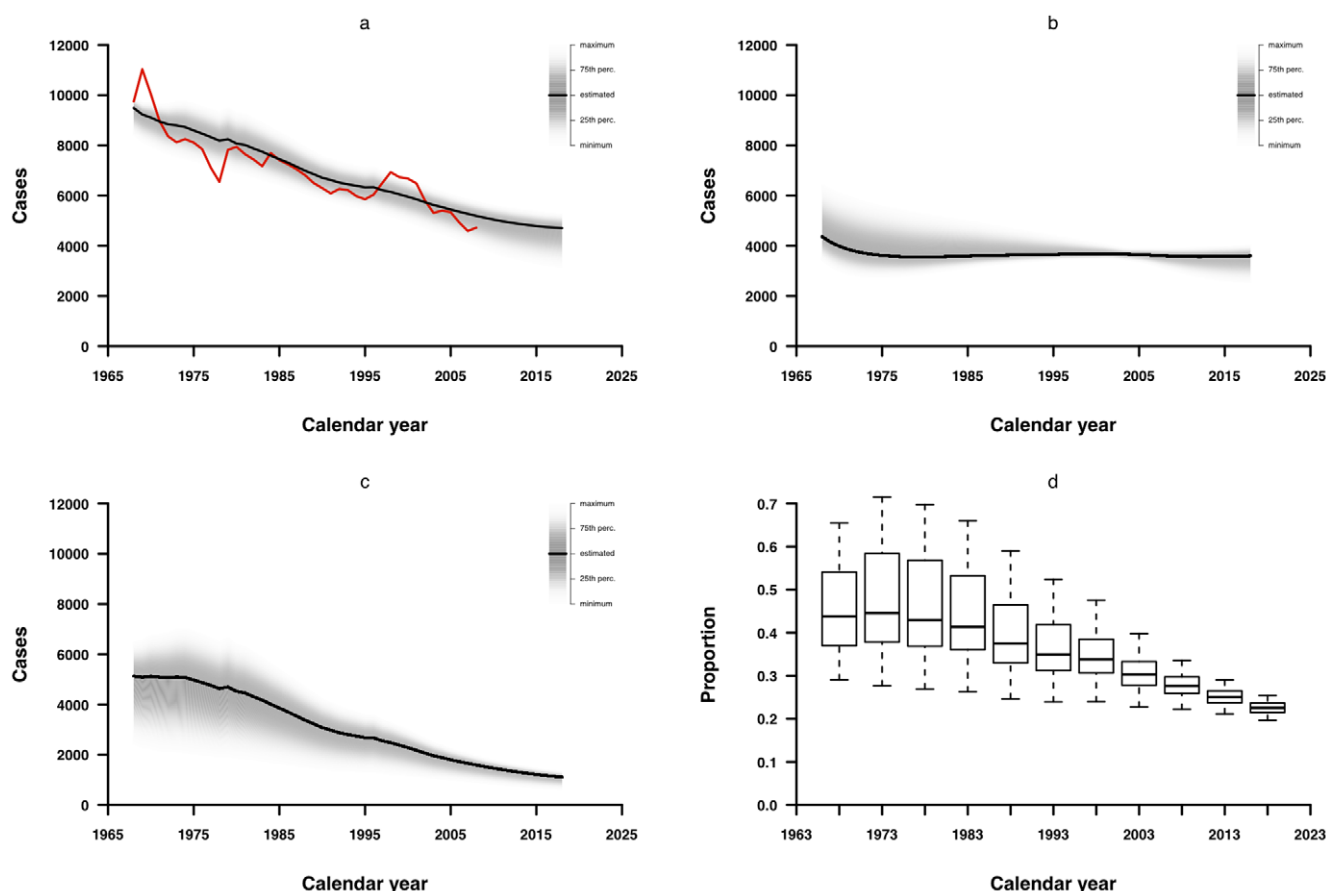 a
12000
10000
8000
6000
4000
2000
0
Cases
maximum
75th perc.
estimated
25th perc.
minimum
1965 1975 1985 1995 2005 2015 2025
Calendar year
b
12000
10000
8000
6000
4000
2000
0
Cases
maximum
75th perc.
estimated
25th perc.
minimum
1965 1975 1985 1995 2005 2015 2025
Calendar year
c
12000
10000
8000
6000
4000
2000
0
Cases
maximum
75th perc.
estimated
25th perc.
minimum
1965 1975 1985 1995 2005 2015 2025
Calendar year
d
0.7
0.6
0.5
0.4
0.3
0.2
0.1
0.0
Proportion
1963 1973 1983 1993 2003 2013 2023
Calendar year